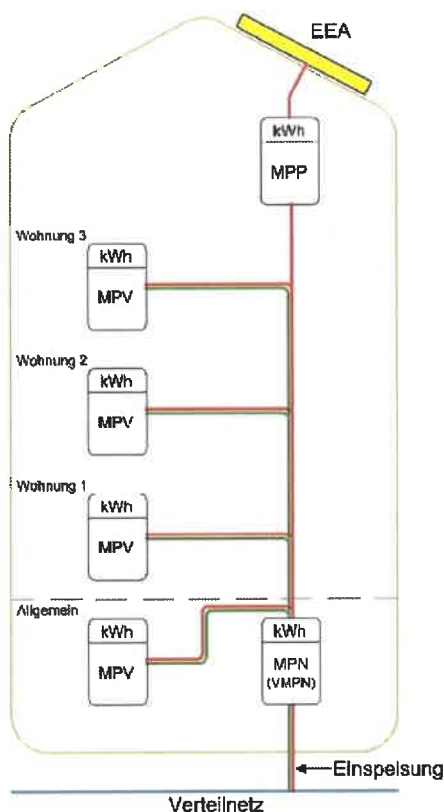 EEA
kWh
MPP
Wohnung 3
kWh
MPV
Wohnung 2
kWh
MPV
Wohnung 1
kWh
MPV
Allgemein
kWh
MPV
kWh
MPN
(VMPN)
Einspeisung
Verteilnetz